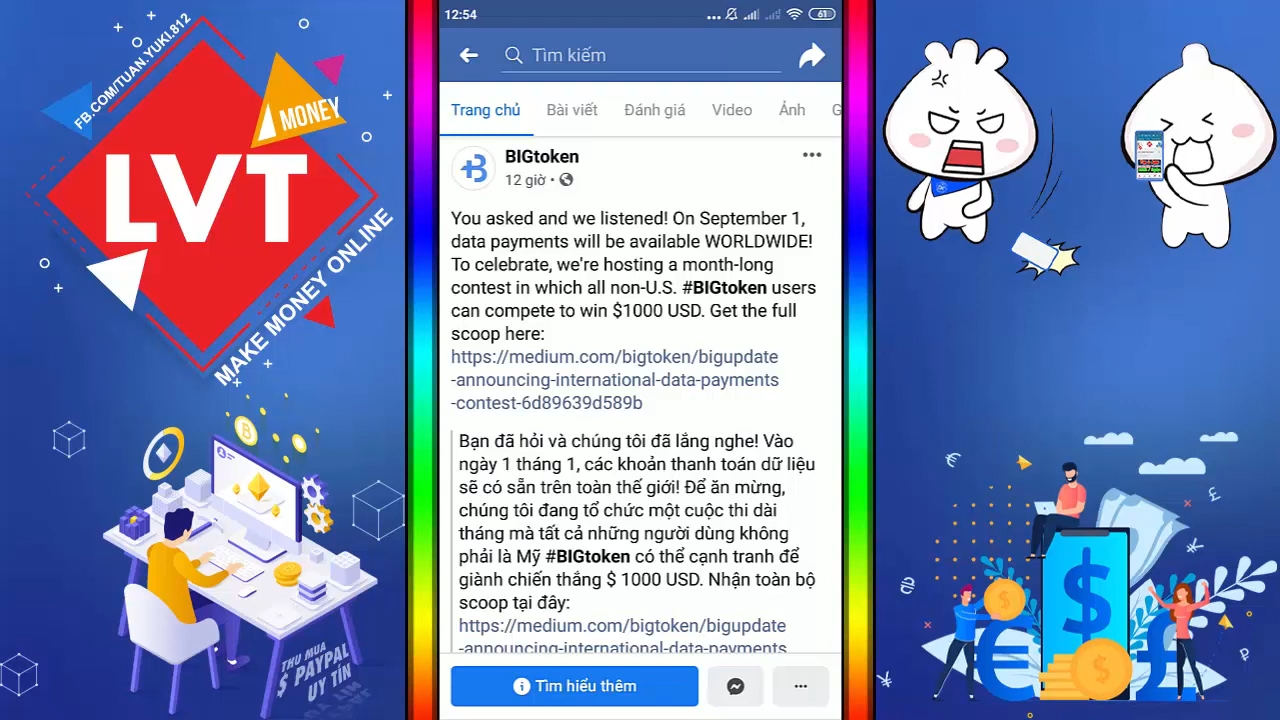 FB.COM/TUAN.YUKI.812
MONEY
LVT
MAKE MONEY ONLINE
THU MUA
$ PAYPAL
UY TÍN
12:54
61
Tìm kiếm
Trang chủ
Bài viết
Đánh giá
Video
Ảnh
G
BIGtoken
12 giờ
You asked and we listened! On September 1,
data payments will be available WORLDWIDE!
To celebrate, we're hosting a month-long
contest in which all non-U.S. #BIGtoken users
can compete to win $1000 USD. Get the full
scoop here:
https://medium.com/bigtoken/bigupdate
-announcing-international-data-payments
-contest-6d89639d589b
Bạn đã hỏi và chúng tôi đã lắng nghe! Vào
ngày 1 tháng 1, các khoản thanh toán dữ liệu
sẽ có sẵn trên toàn thế giới! Để ăn mừng,
chúng tôi đang tổ chức một cuộc thi dài
tháng mà tất cả những người dùng không
phải là Mỹ #BIGtoken có thể cạnh tranh để
giành chiến thắng $ 1000 USD. Nhận toàn bộ
scoop tại đây:
https://medium.com/bigtoken/bigupdate
-announcing-international-data-payments
Tìm hiểu thêm